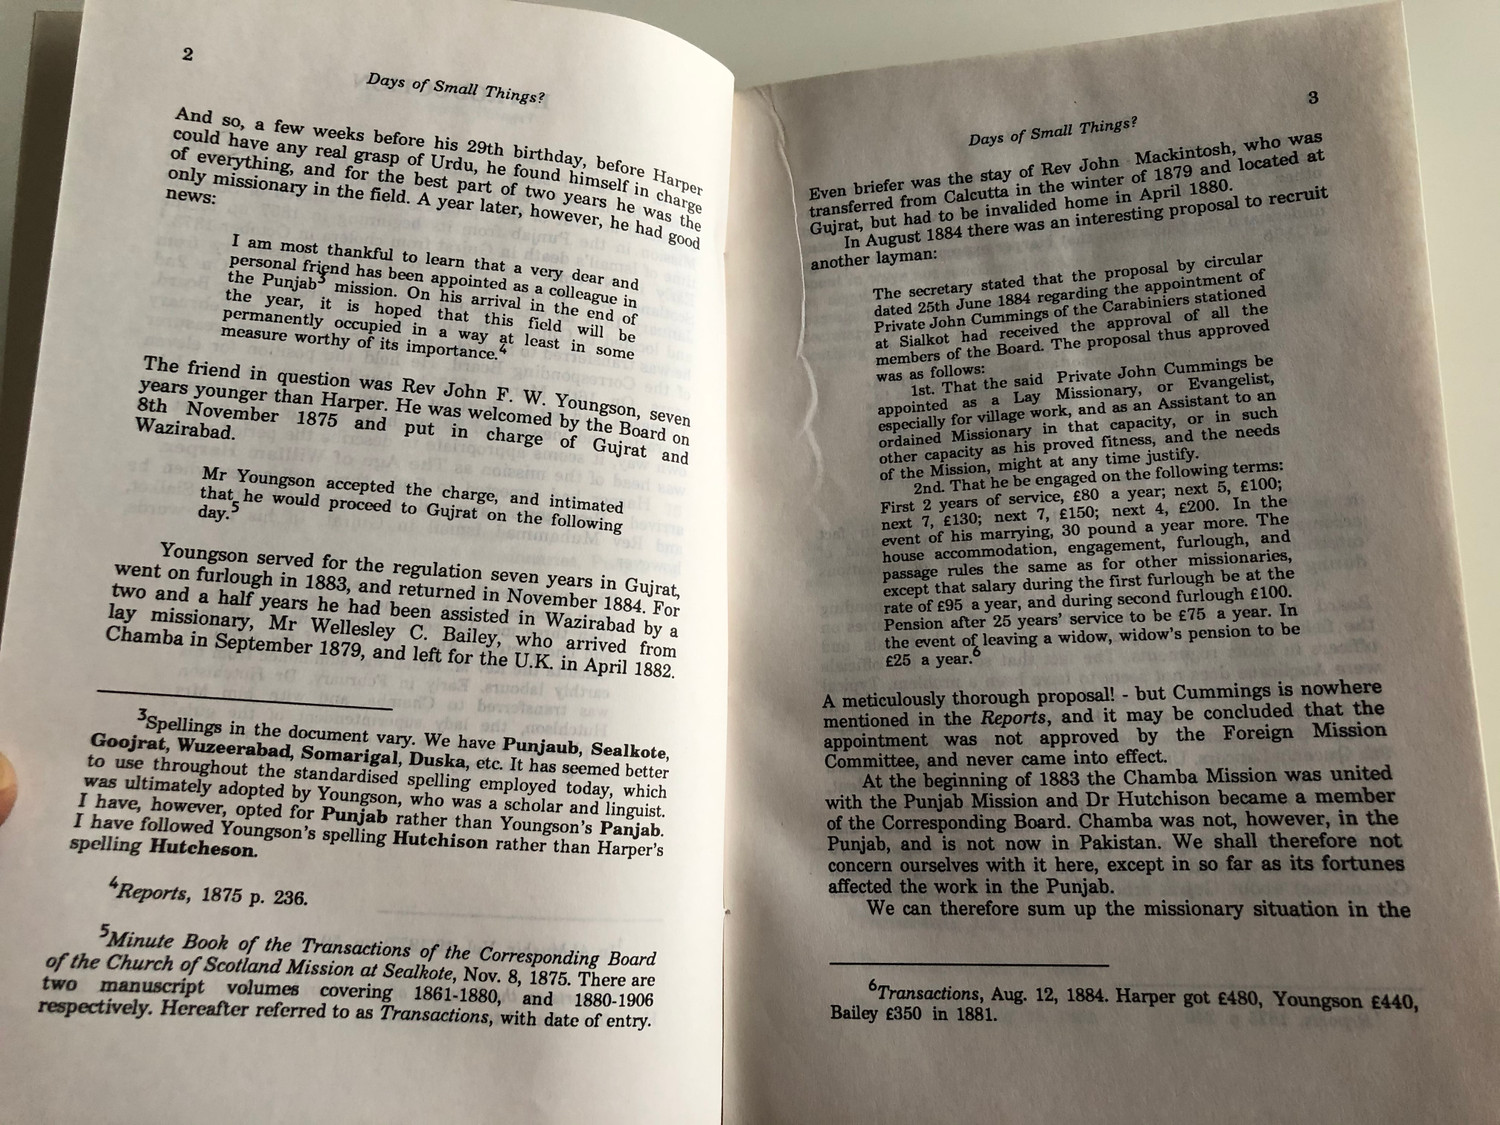 2
Days of Small Things?
And so, a few weeks before his 29th birthday, before Harper
could have any real grasp of Urdu, he found himself in charge
of everything, and for the best part of two years he was the
only missionary in the field. A year later, however, he had good
news:
I am most thankful to learn that a very dear and
personal friend has been appointed as a colleague in
the Punjab3 mission. On his arrival in the end of
the year, it is hoped that this field will be
permanently occupied in a way at least in some
measure worthy of its importance.4
The friend in question was Rev John F. W. Youngson, seven
years younger than Harper. He was welcomed by the Board on
8th November 1875 and put in charge of Gujrat and
Wazirabad.
Mr Youngson accepted the charge, and intimated
that he would proceed to Gujrat on the following
day.5
Youngson served for the regulation seven years in Gujrat,
went on furlough in 1883, and returned in November 1884. For
two and a half years he had been assisted in Wazirabad by a
lay missionary, Mr Wellesley C. Bailey, who arrived from
Chamba in September 1879, and left for the U.K. in April 1882.
3Spellings in the document vary. We have Punjaub, Sealkote,
Goojrat, Wuzeerabad, Somarigal, Duska, etc. It has seemed better
to use throughout the standardised spelling employed today, which
was ultimately adopted by Youngson, who was a scholar and linguist.
I have, however, opted for Punjab rather than Youngson's Panjab.
I have followed Youngson's spelling Hutchison rather than Harper's
spelling Hutcheson.
4Reports, 1875 p. 236.
5Minute Book of the Transactions of the Corresponding Board
of the Church of Scotland Mission at Sealkote, Nov. 8, 1875. There are
two manuscript volumes covering 1861-1880, and 1880-1906
respectively. Hereafter referred to as Transactions, with date of entry.
3
Days of Small Things?
Even briefer was the stay of Rev John Mackintosh, who was
transferred from Calcutta in the winter of 1879 and located at
Gujrat, but had to be invalided home in April 1880.
In August 1884 there was an interesting proposal to recruit
another layman:
The secretary stated that the proposal by circular
dated 25th June 1884 regarding the appointment of
Private John Cummings of the Carabiniers stationed
at Sialkot had received the approval of all the
members of the Board. The proposal thus approved
was as follows:
1st. That the said Private John Cummings be
appointed as a Lay Missionary, or Evangelist,
especially for village work, and as an Assistant to an
ordained Missionary in that capacity, or in such
other capacity as his proved fitness, and the needs
of the Mission, might at any time justify.
2nd. That he be engaged on the following terms:
First 2 years of service, £80 a year; next 5, £100;
next 7, £130; next 7, £150; next 4, £200. In the
event of his marrying, 30 pound a year more. The
house accommodation, engagement, furlough, and
passage rules the same as for other missionaries,
except that salary during the first furlough be at the
rate of £95 a year, and during second furlough £100.
Pension after 25 years' service to be £75 a year. In
the event of leaving a widow, widow's pension to be
£25 a year.6
A meticulously thorough proposal! - but Cummings is nowhere
mentioned in the Reports, and it may be concluded that the
appointment was not approved by the Foreign Mission
Committee, and never came into effect.
At the beginning of 1883 the Chamba Mission was united
with the Punjab Mission and Dr Hutchison became a member
of the Corresponding Board. Chamba was not, however, in the
Punjab, and is not now in Pakistan. We shall therefore not
concern ourselves with it here, except in so far as its fortunes
affected the work in the Punjab.
We can therefore sum up the missionary situation in the
6Transactions, Aug. 12, 1884. Harper got £480, Youngson £440,
Bailey £350 in 1881.